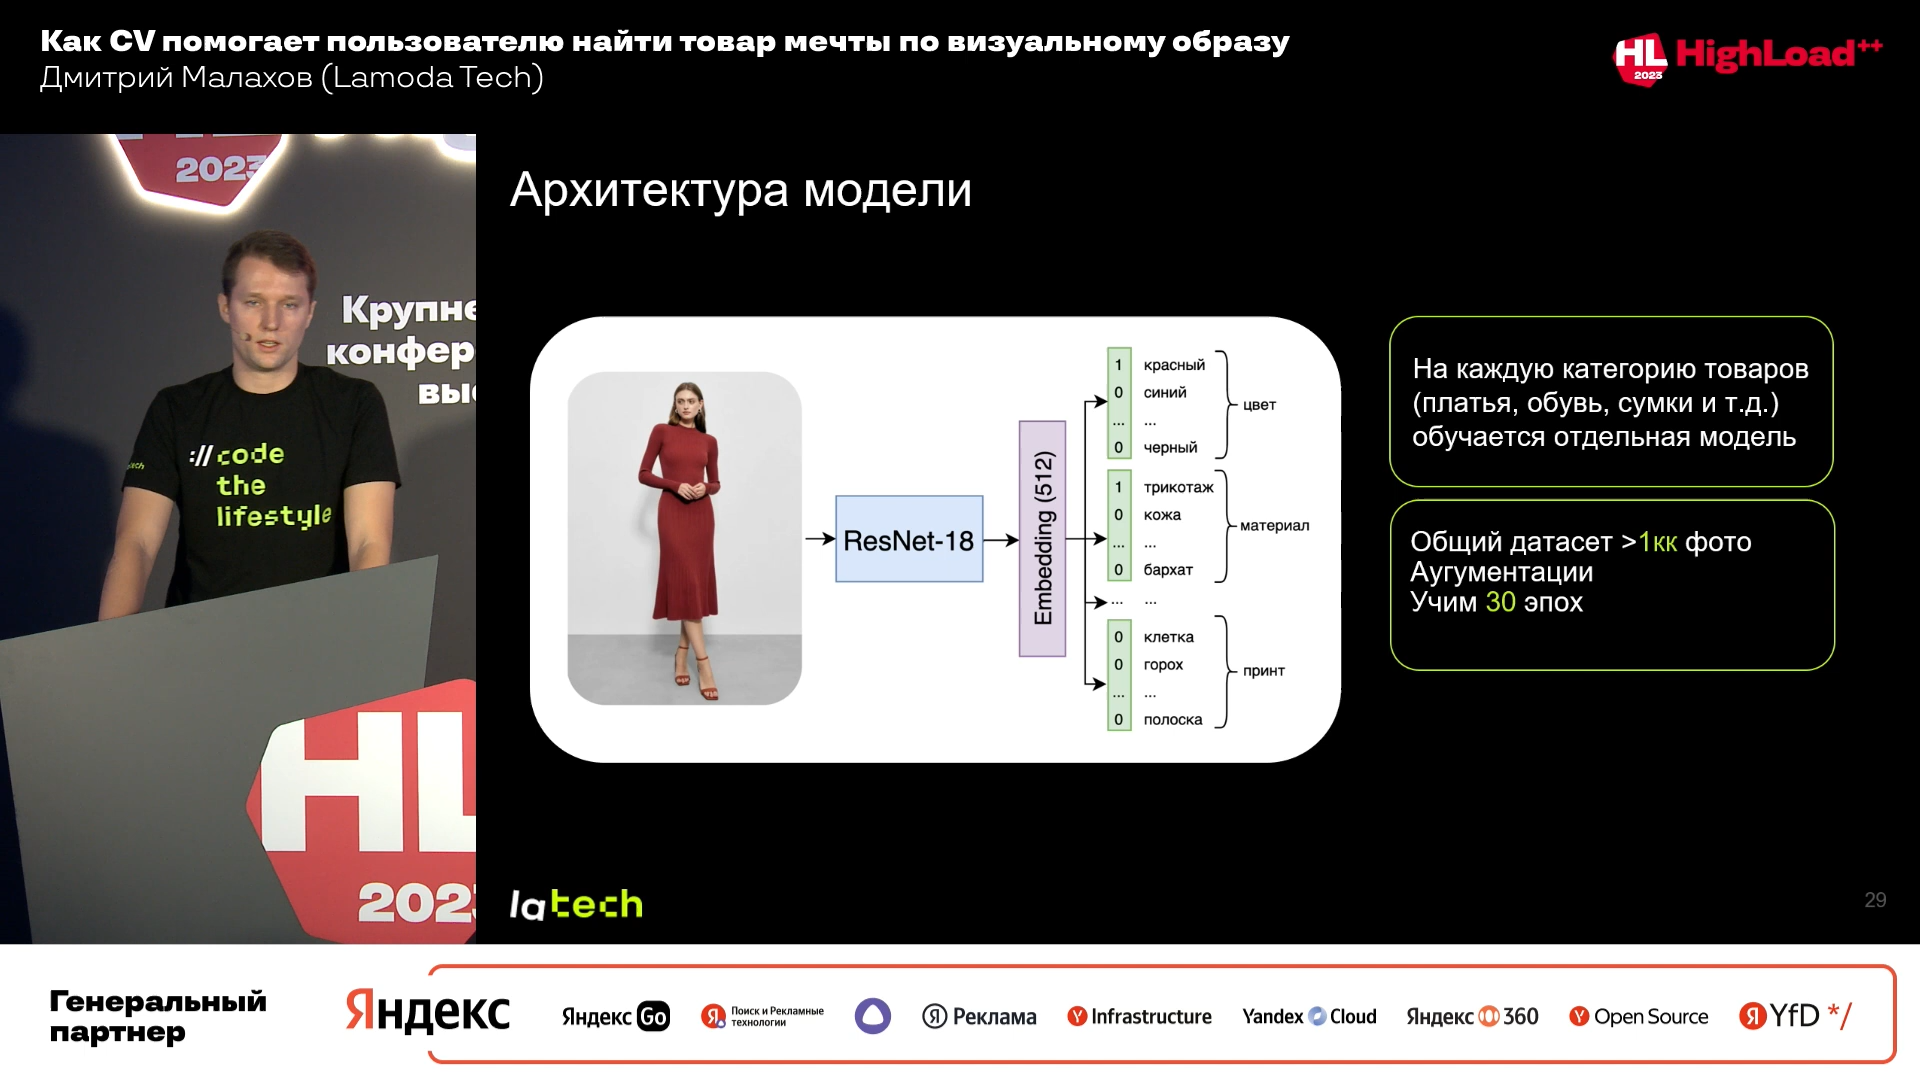 Как CV помогает пользователю найти товар мечты по визуальному образу
Дмитрий Малахов (Lamoda Tech)
HL
2023
HighLoad++
2023
Крупне
конфер
выс
://code
the
lifestyle
HL
2023
Архитектура модели
ResNet-18
Embedding (512)
1 красный
0 синий
... ...
0 черный
цвет
1 трикотаж
0 кожа
... ...
0 бархат
материал
... ...
0 клетка
0 горох
... ...
0 полоска
принт
На каждую категорию товаров
(платья, обувь, сумки и т.д.)
обучается отдельная модель
Общий датасет >1кк фото
Аугументации
Учим 30 эпох
latech
29
Генеральный
партнер
Яндекс
Яндекс Go
Я Поиск и Рекламные
технологии
Я Реклама
Y Infrastructure
Yandex Cloud
Яндекс 360
Y Open Source
Я YfD */